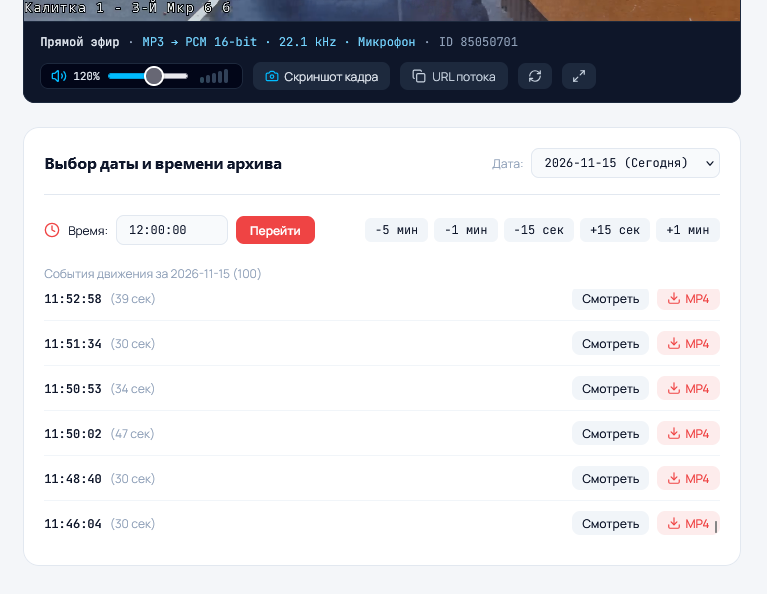 Калитка 1 - 3-Й Мкр 6 б
Прямой эфир · MP3 → PCM 16-bit · 22.1 kHz · Микрофон · ID 85050701
120% Скриншот кадра URL потока
Выбор даты и времени архива Дата: 2026-11-15 (Сегодня)
Время: 12:00:00 Перейти -5 мин -1 мин -15 сек +15 сек +1 мин
События движения за 2026-11-15 (100)
11:52:58 (39 сек) Смотреть MP4
11:51:34 (30 сек) Смотреть MP4
11:50:53 (34 сек) Смотреть MP4
11:50:02 (47 сек) Смотреть MP4
11:48:40 (30 сек) Смотреть MP4
11:46:04 (30 сек) Смотреть MP4